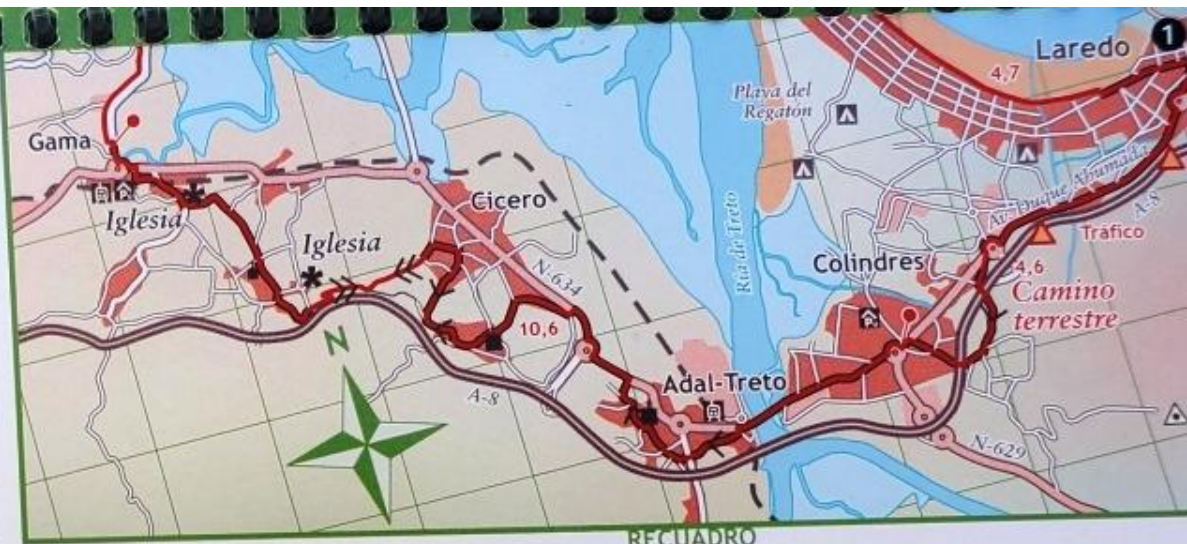 1
Laredo
4,7
Playa del
Regatón
Gama
Iglesia
Iglesia
Cicero
N-634
Ría de Treto
Av. Duque Ahumada
A-8
Tráfico
Colindres
4,6
Camino
terrestre
10,6
N
A-8
Adal-Treto
N-629
RECUADRO